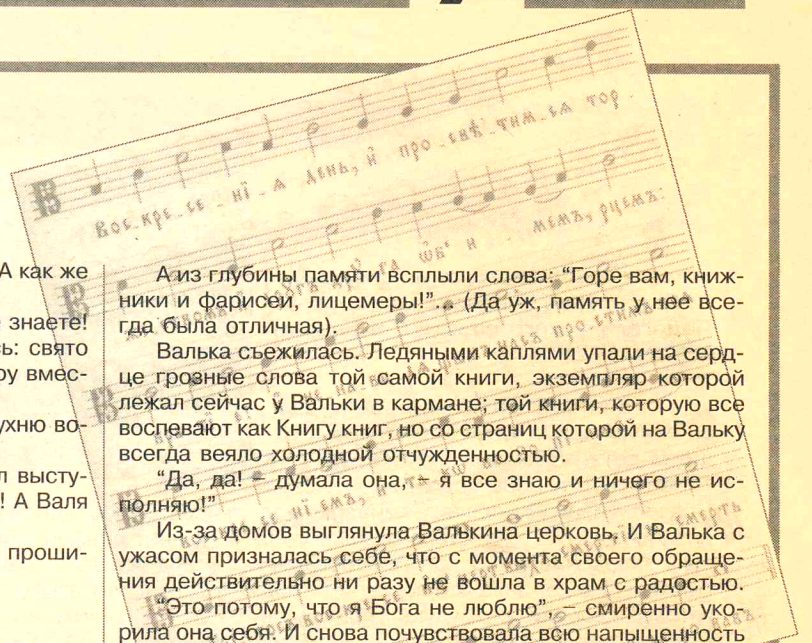 А как же
знаете!
ь: свято
ру вмес-
ухню во-
л высту-
! А Валя
проши-
А из глубины памяти всплыли слова: “Горе вам, книж-
ники и фарисеи, лицемеры!”... (Да уж, память у нее все-
гда была отличная).
Валька съежилась. Ледяными каплями упали на серд-
це грозные слова той самой книги, экземпляр которой
лежал сейчас у Вальки в кармане; той книги, которую все
воспевают как Книгу книг, но со страниц которой на Вальку
всегда веяло холодной отчужденностью.
“Да, да! – думала она, – я все знаю и ничего не ис-
полняю!”
Из-за домов выглянула Валькина церковь. И Валька с
ужасом призналась себе, что с момента своего обраще-
ния действительно ни разу не вошла в храм с радостью.
“Это потому, что я Бога не люблю”, – смиренно уко-
рила она себя. И снова почувствовала всю напыщенность
вос_кре_се_нї_ѧ день, и҆ про_свѣ_тим_сѧ тор